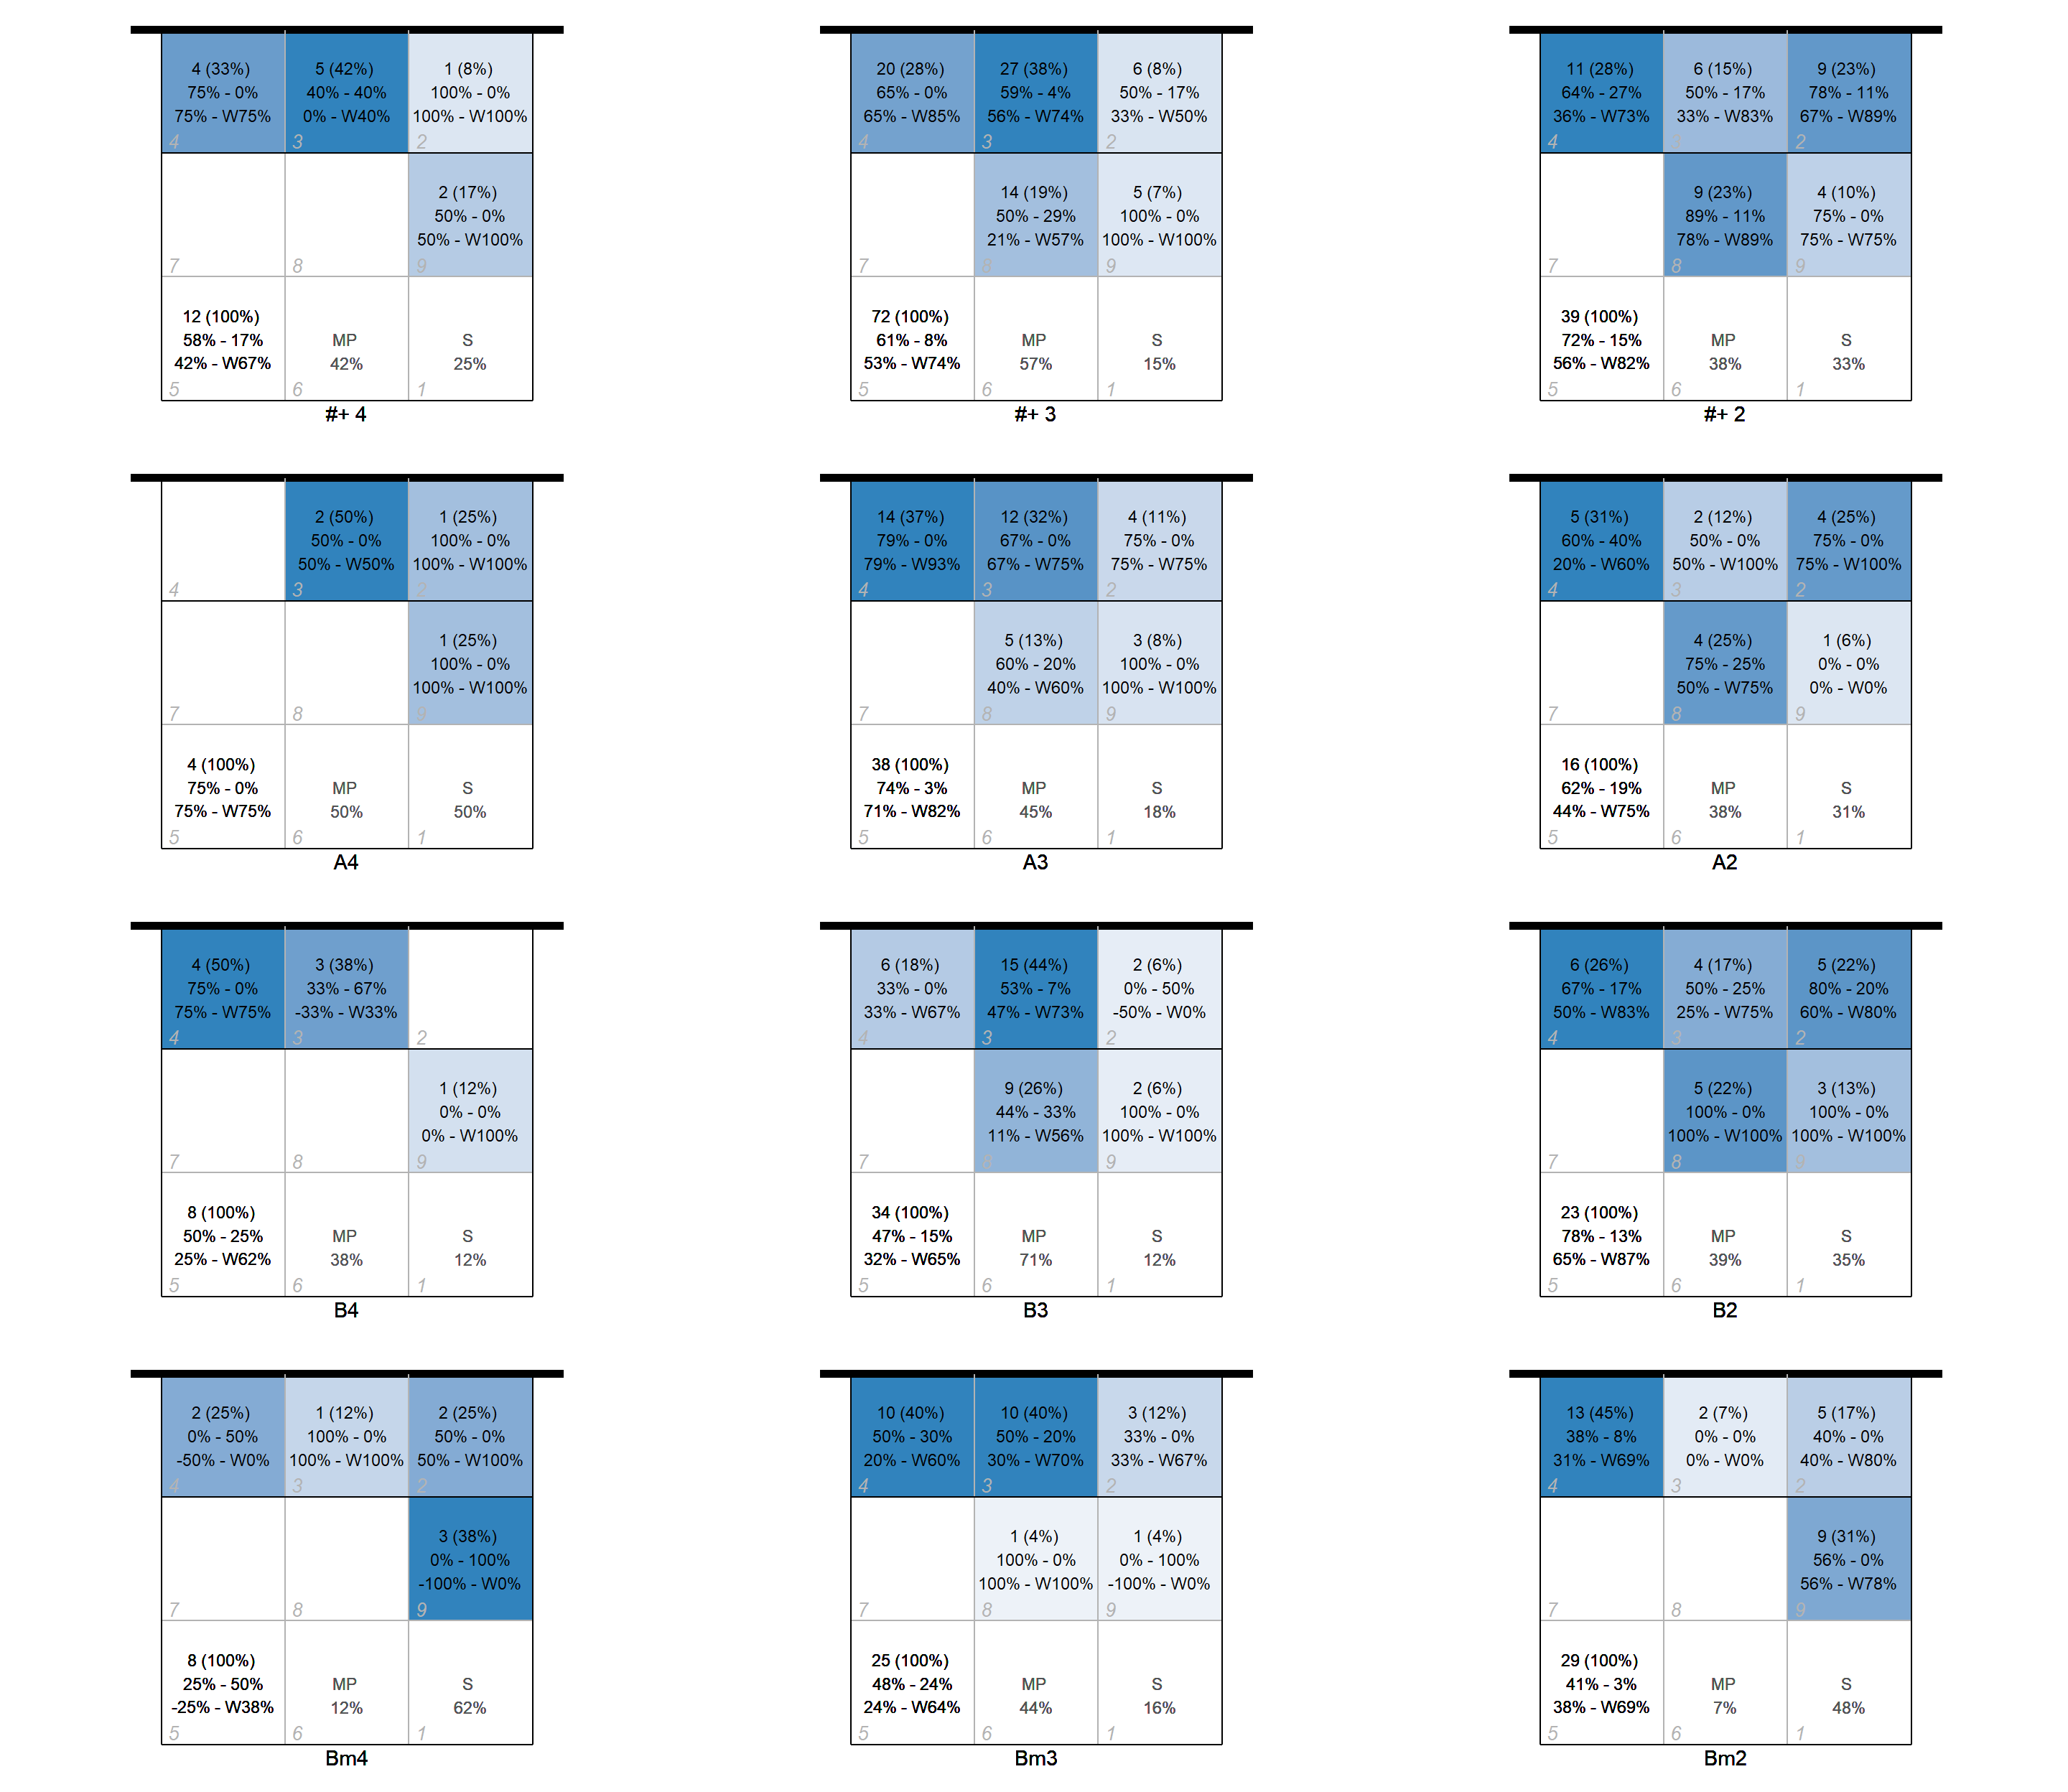 4 (33%) 5 (42%) 1 (8%)
75% - 0% 40% - 40% 100% - 0%
75% - W75% 0% - W40% 100% - W100%
4 3 2
2 (17%)
50% - 0%
50% - W100%
7 8 9
12 (100%)
58% - 17% MP S
42% - W67% 42% 25%
5 6 1
#+ 4
20 (28%) 27 (38%) 6 (8%)
65% - 0% 59% - 4% 50% - 17%
65% - W85% 56% - W74% 33% - W50%
4 3 2
14 (19%) 5 (7%)
50% - 29% 100% - 0%
21% - W57% 100% - W100%
7 8 9
72 (100%)
61% - 8% MP S
53% - W74% 57% 15%
5 6 1
#+ 3
11 (28%) 6 (15%) 9 (23%)
64% - 27% 50% - 17% 78% - 11%
36% - W73% 33% - W83% 67% - W89%
4 2
9 (23%) 4 (10%)
89% - 11% 75% - 0%
78% - W89% 75% - W75%
7 8 9
39 (100%)
72% - 15% MP S
56% - W82% 38% 33%
5 6 1
#+ 2
2 (50%) 1 (25%)
50% - 0% 100% - 0%
50% - W50% 100% - W100%
4 3 2
1 (25%)
100% - 0%
100% - W100%
7 8 9
4 (100%)
75% - 0% MP S
75% - W75% 50% 50%
5 6 1
A4
14 (37%) 12 (32%) 4 (11%)
79% - 0% 67% - 0% 75% - 0%
79% - W93% 67% - W75% 75% - W75%
4 3 2
5 (13%) 3 (8%)
60% - 20% 100% - 0%
40% - W60% 100% - W100%
7 8 9
38 (100%)
74% - 3% MP S
71% - W82% 45% 18%
5 6 1
A3
5 (31%) 2 (12%) 4 (25%)
60% - 40% 50% - 0% 75% - 0%
20% - W60% 50% - W100% 75% - W100%
4 3 2
4 (25%) 1 (6%)
75% - 25% 0% - 0%
50% - W75% 0% - W0%
7 8 9
16 (100%)
62% - 19% MP S
44% - W75% 38% 31%
5 6 1
A2
4 (50%) 3 (38%)
75% - 0% 33% - 67%
75% - W75% -33% - W33%
4 3 2
1 (12%)
0% - 0%
0% - W100%
7 8 9
8 (100%)
50% - 25% MP S
25% - W62% 38% 12%
5 6 1
B4
6 (18%) 15 (44%) 2 (6%)
33% - 0% 53% - 7% 0% - 50%
33% - W67% 47% - W73% -50% - W0%
4 3 2
9 (26%) 2 (6%)
44% - 33% 100% - 0%
11% - W56% 100% - W100%
7 8 9
34 (100%)
47% - 15% MP S
32% - W65% 71% 12%
5 6 1
B3
6 (26%) 4 (17%) 5 (22%)
67% - 17% 50% - 25% 80% - 20%
50% - W83% 25% - W75% 60% - W80%
4 3 2
5 (22%) 3 (13%)
100% - 0% 100% - 0%
100% - W100% 100% - W100%
7 8 9
23 (100%)
78% - 13% MP S
65% - W87% 39% 35%
5 6 1
B2
2 (25%) 1 (12%) 2 (25%)
0% - 50% 100% - 0% 50% - 0%
-50% - W0% 100% - W100% 50% - W100%
4 3 2
3 (38%)
0% - 100%
-100% - W0%
7 8 9
8 (100%)
25% - 50% MP S
-25% - W38% 12% 62%
5 6 1
Bm4
10 (40%) 10 (40%) 3 (12%)
50% - 30% 50% - 20% 33% - 0%
20% - W60% 30% - W70% 33% - W67%
4 3 2
1 (4%) 1 (4%)
100% - 0% 0% - 100%
100% - W100% -100% - W0%
7 8 9
25 (100%)
48% - 24% MP S
24% - W64% 44% 16%
5 6 1
Bm3
13 (45%) 2 (7%) 5 (17%)
38% - 8% 0% - 0% 40% - 0%
31% - W69% 0% - W0% 40% - W80%
4 3 2
9 (31%)
56% - 0%
56% - W78%
7 8 9
29 (100%)
41% - 3% MP S
38% - W69% 7% 48%
5 6 1
Bm2